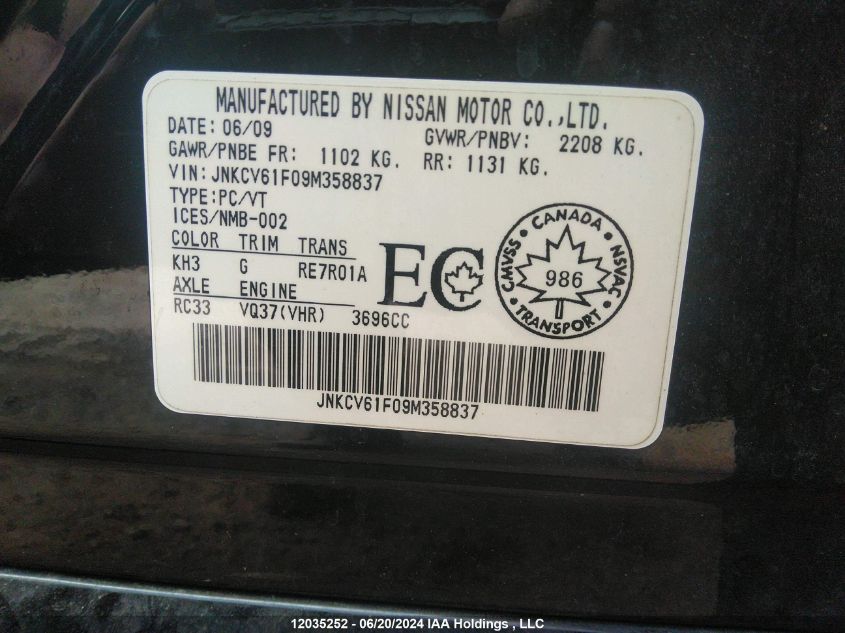 MANUFACTURED BY NISSAN MOTOR CO.,LTD.
DATE: 06/09 GVWR/PNBV: 2208 KG.
GAWR/PNBE FR: 1102 KG. RR: 1131 KG.
VIN: JNKCV61F09M358837
TYPE:PC/VT
ICES/NMB-002
COLOR TRIM TRANS
KH3 G RE7R01A
AXLE ENGINE
RC33 VQ37(VHR) 3696CC
EC
CANADA
CMVSS NSVAC
986
TRANSPORT
JNKCV61F09M358837
12035252 - 06/20/2024 IAA Holdings , LLC